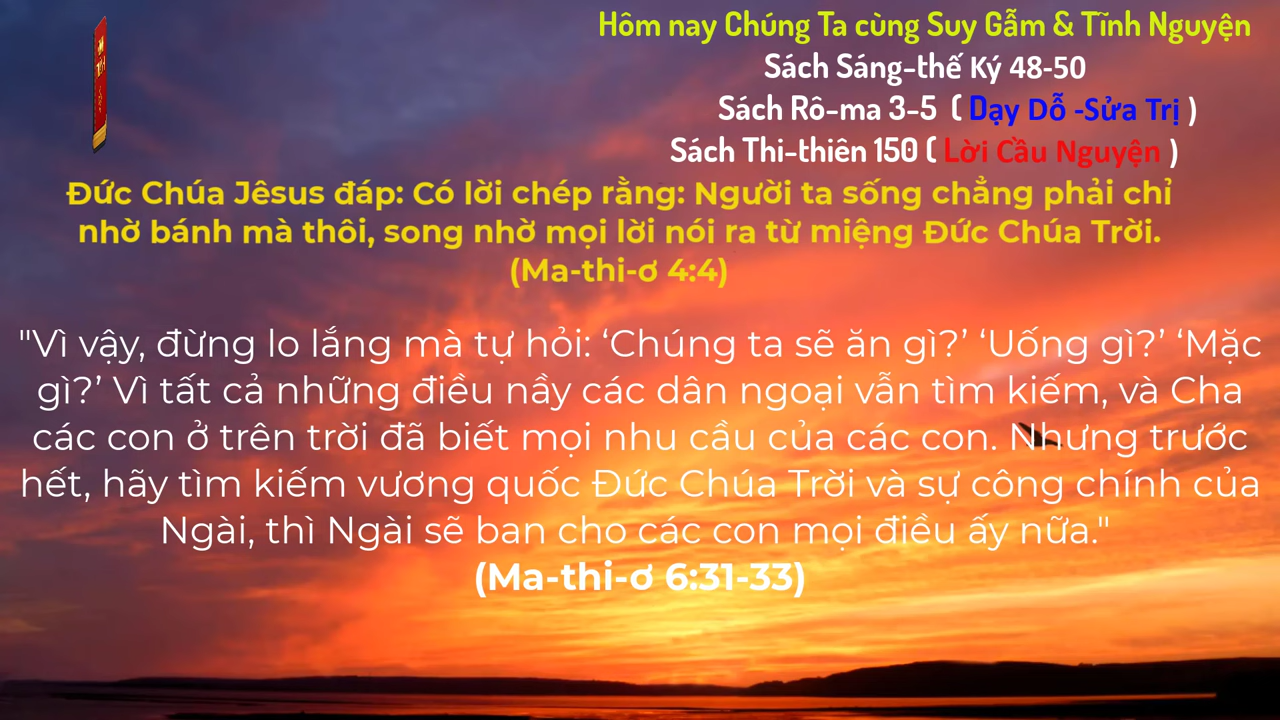 Hôm nay Chúng Ta cùng Suy Gẫm & Tĩnh Nguyện
Sách Sáng-thế Ký 48-50
Sách Rô-ma 3-5 ( Dạy Dỗ -Sửa Trị )
Sách Thi-thiên 150 ( Lời Cầu Nguyện )
Đức Chúa Jêsus đáp: Có lời chép rằng: Người ta sống chẳng phải chỉ
nhờ bánh mà thôi, song nhờ mọi lời nói ra từ miệng Đức Chúa Trời.
(Ma-thi-ơ 4:4)
"Vì vậy, đừng lo lắng mà tự hỏi: ‘Chúng ta sẽ ăn gì?’ ‘Uống gì?’ ‘Mặc
gì?’ Vì tất cả những điều nầy các dân ngoại vẫn tìm kiếm, và Cha
các con ở trên trời đã biết mọi nhu cầu của các con. Nhưng trước
hết, hãy tìm kiếm vương quốc Đức Chúa Trời và sự công chính của
Ngài, thì Ngài sẽ ban cho các con mọi điều ấy nữa."
(Ma-thi-ơ 6:31-33)